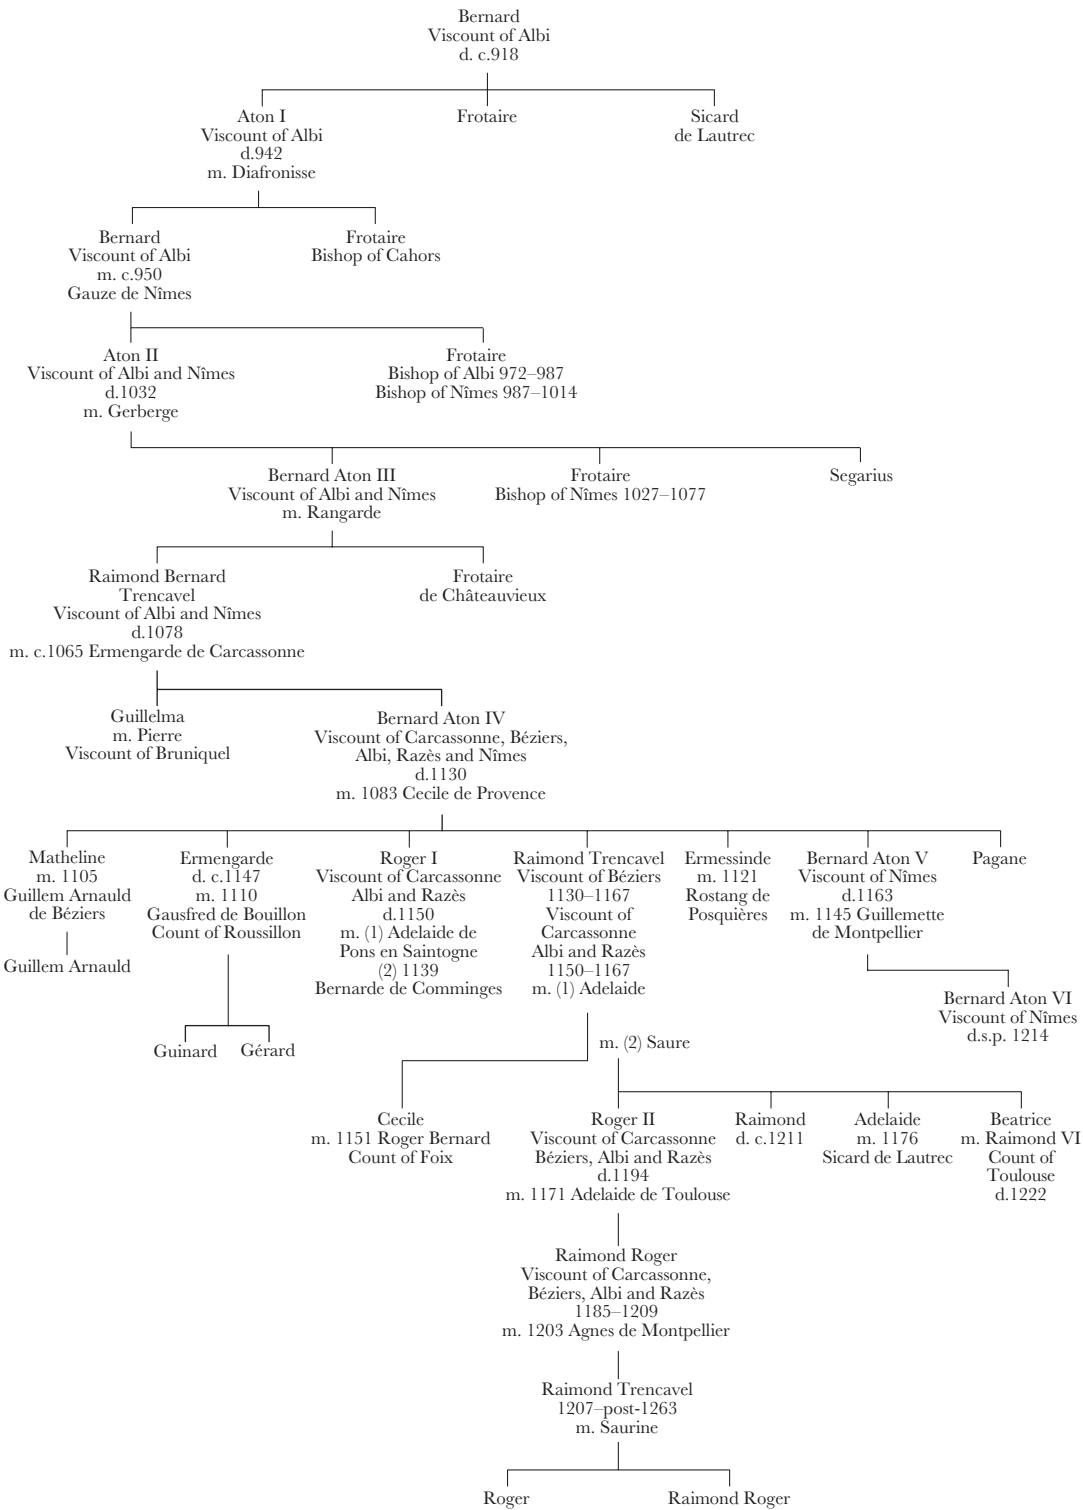 Bernard
Viscount of Albi
d. c.918
Aton I
Viscount of Albi
d.942
m. Diafronisse
Frotaire
Sicard
de Lautrec
Bernard
Viscount of Albi
m. c.950
Gauze de Nîmes
Frotaire
Bishop of Cahors
Aton II
Viscount of Albi and Nîmes
d.1032
m. Gerberge
Frotaire
Bishop of Albi 972–987
Bishop of Nîmes 987–1014
Bernard Aton III
Viscount of Albi and Nîmes
m. Rangarde
Frotaire
Bishop of Nîmes 1027–1077
Segarius
Raimond Bernard
Trencavel
Viscount of Albi and Nîmes
d.1078
m. c.1065 Ermengarde de Carcassonne
Frotaire
de Châteauvieux
Guillelma
m. Pierre
Viscount of Bruniquel
Bernard Aton IV
Viscount of Carcassonne, Béziers,
Albi, Razès and Nîmes
d.1130
m. 1083 Cecile de Provence
Matheline
m. 1105
Guillem Arnauld
de Béziers
Guillem Arnauld
Ermengarde
d. c.1147
m. 1110
Gausfred de Bouillon
Count of Roussillon
Guinard
Gérard
Roger I
Viscount of Carcassonne
Albi and Razès
d.1150
m. (1) Adelaide de
Pons en Saintogne
(2) 1139
Bernarde de Comminges
Raimond Trencavel
Viscount of Béziers
1130–1167
Viscount of
Carcassonne
Albi and Razès
1150–1167
m. (1) Adelaide
m. (2) Saure
Ermessinde
m. 1121
Rostang de
Posquières
Bernard Aton V
Viscount of Nîmes
d.1163
m. 1145 Guillemette
de Montpellier
Pagane
Bernard Aton VI
Viscount of Nîmes
d.s.p. 1214
Cecile
m. 1151 Roger Bernard
Count of Foix
Roger II
Viscount of Carcassonne
Béziers, Albi and Razès
d.1194
m. 1171 Adelaide de Toulouse
Raimond
d. c.1211
Adelaide
m. 1176
Sicard de Lautrec
Beatrice
m. Raimond VI
Count of
Toulouse
d.1222
Raimond Roger
Viscount of Carcassonne,
Béziers, Albi and Razès
1185–1209
m. 1203 Agnes de Montpellier
Raimond Trencavel
1207–post-1263
m. Saurine
Roger
Raimond Roger